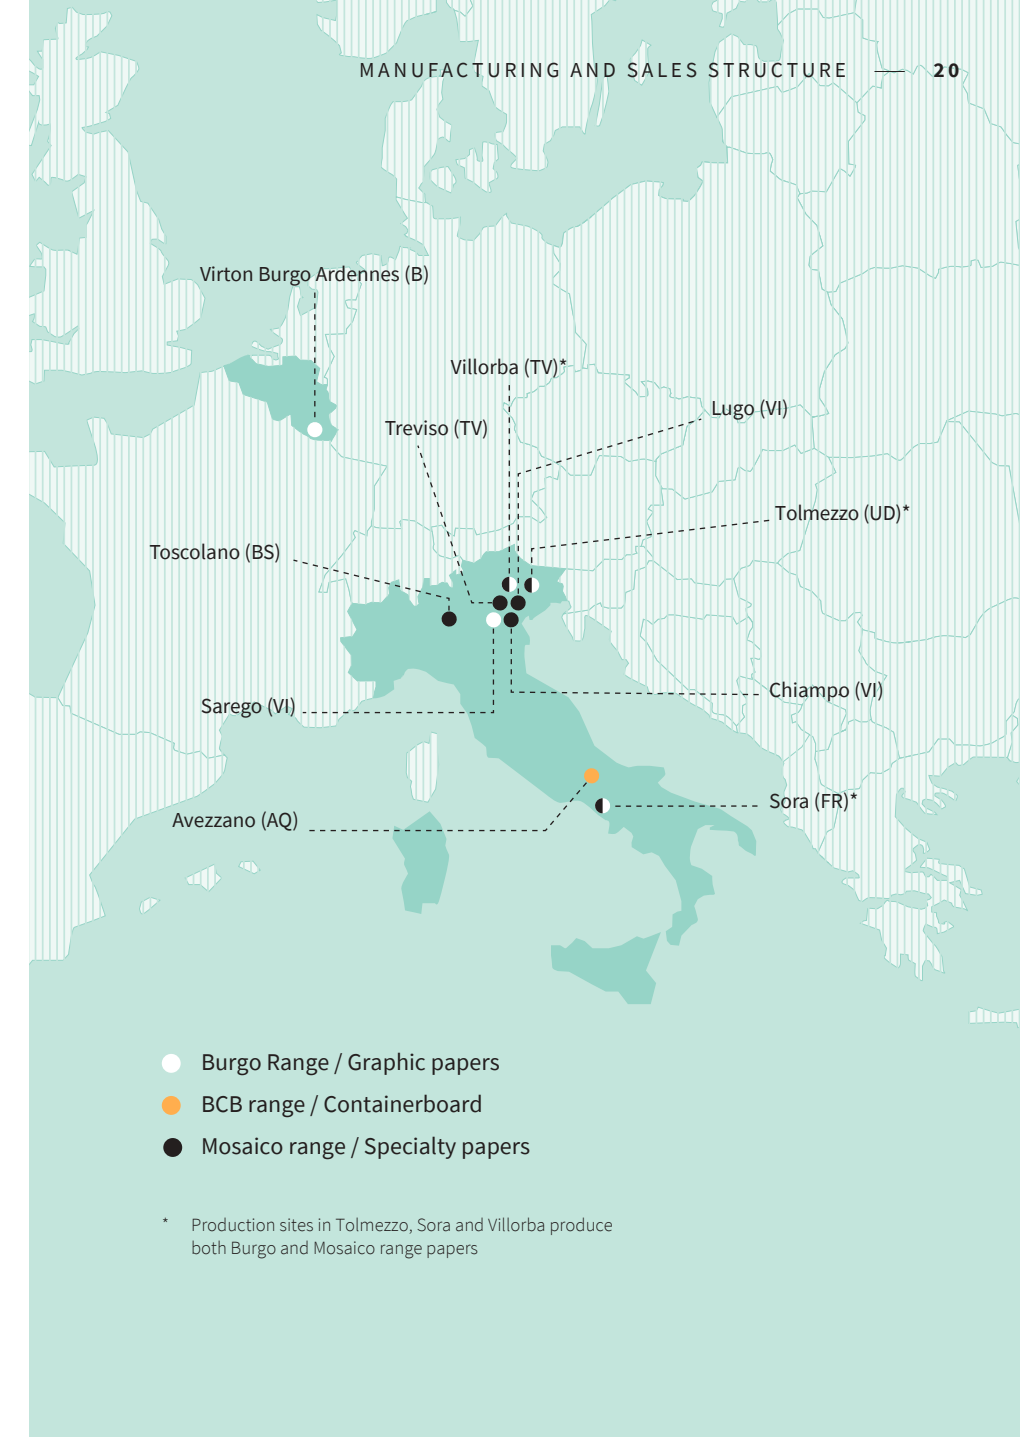 MANUFACTURING AND SALES STRUCTURE — 20
Virton Burgo Ardennes (B)
Villorba (TV)*
Lugo (VI)
Treviso (TV)
Tolmezzo (UD)*
Toscolano (BS)
Chiampo (VI)
Sarego (VI)
Sora (FR)*
Avezzano (AQ)
Burgo Range / Graphic papers
BCB range / Containerboard
Mosaico range / Specialty papers
* Production sites in Tolmezzo, Sora and Villorba produce
both Burgo and Mosaico range papers